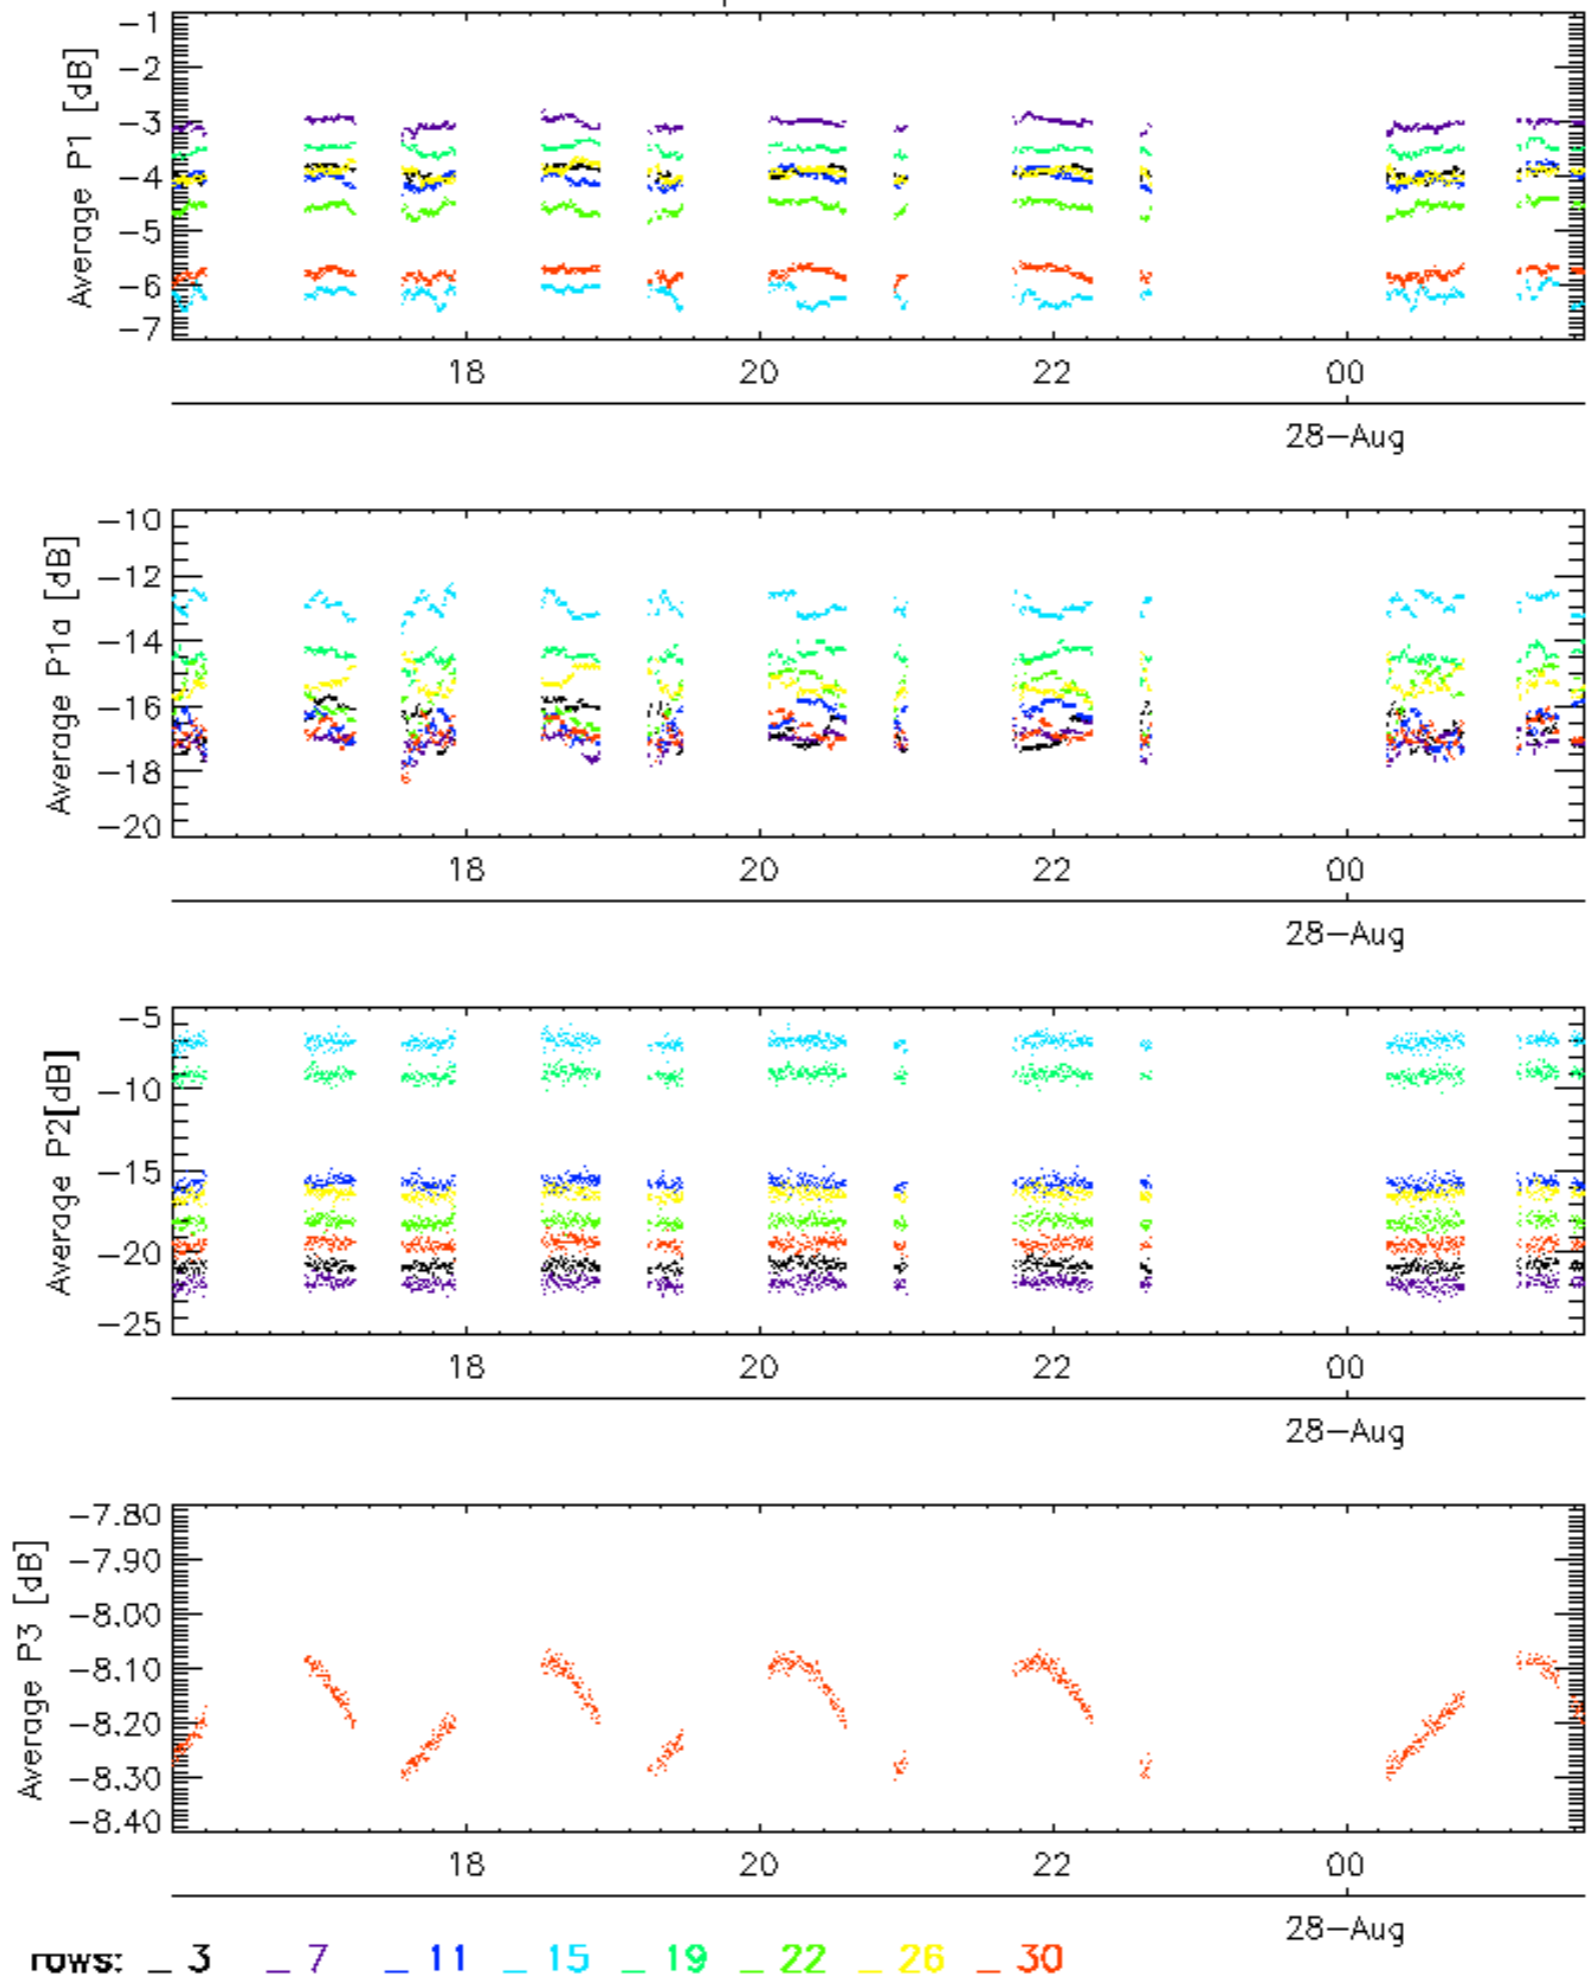 Average P1 [dB]
-1
-2
-3
-4
-5
-6
-7
18 20 22 00
28-Aug
Average P1a [dB]
-10
-12
-14
-16
-18
-20
18 20 22 00
28-Aug
Average P2[dB]
-5
-10
-15
-20
-25
18 20 22 00
28-Aug
Average P3 [dB]
-7.80
-7.90
-8.00
-8.10
-8.20
-8.30
-8.40
18 20 22 00
28-Aug
rows: _ 3 _ 7 _ 11 _ 15 _ 19 _ 22 _ 26 _ 30